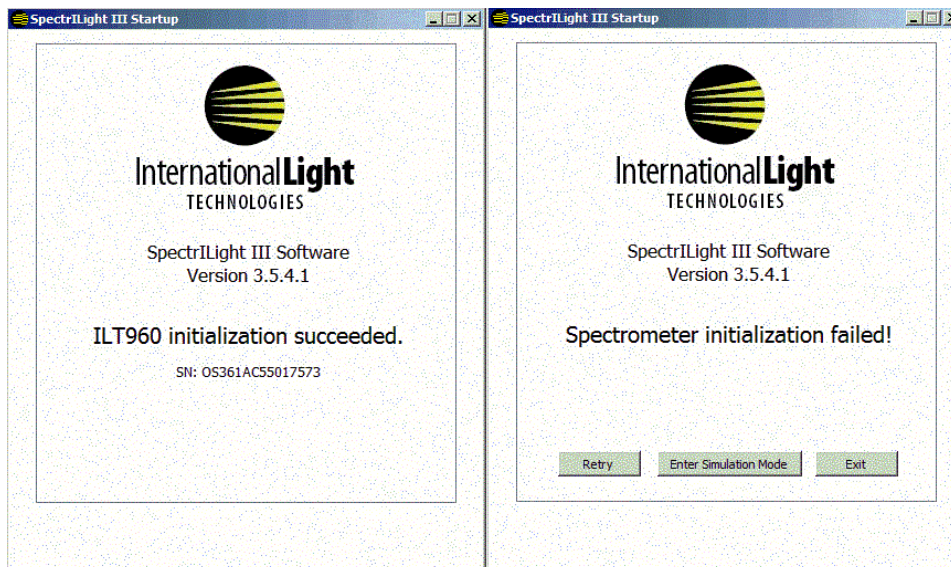 SpectrILight III Startup
InternationalLight
TECHNOLOGIES
SpectrILight III Software
Version 3.5.4.1
ILT960 initialization succeeded.
SN: OS361AC55017573
SpectrILight III Startup
InternationalLight
TECHNOLOGIES
SpectrILight III Software
Version 3.5.4.1
Spectrometer initialization failed!
Retry Enter Simulation Mode Exit